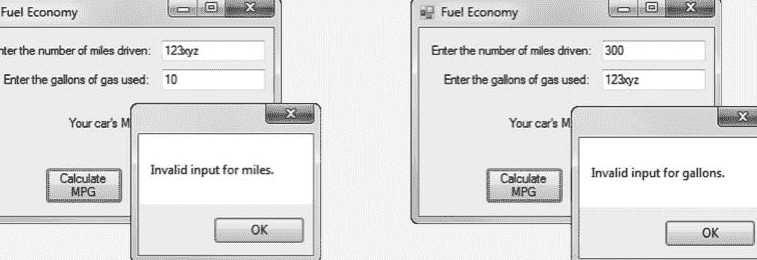 Fuel Economy
nter the number of miles driven: 123xyz
Enter the gallons of gas used: 10
Your car's M
Calculate
MPG
Invalid input for miles.
OK
Fuel Economy
Enter the number of miles driven: 300
Enter the gallons of gas used: 123xyz
Your car's M
Calculate
MPG
Invalid input for gallons.
OK